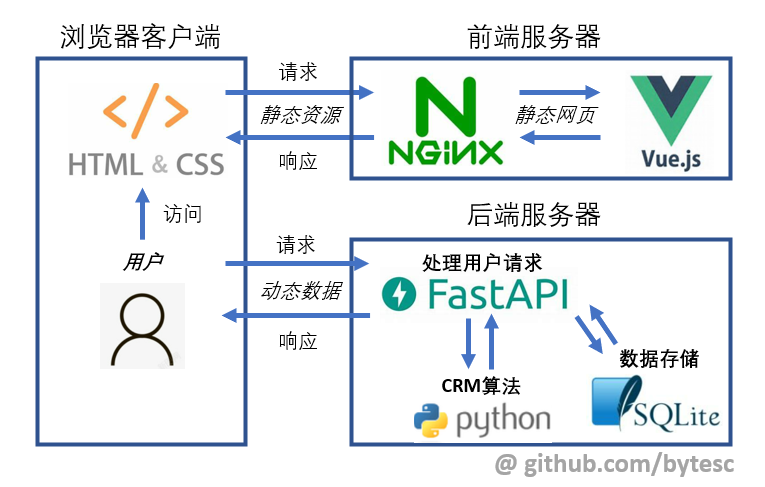 浏览器客户端
前端服务器
请求
静态资源
响应
HTML & CSS
NGINX
静态网页
Vue.js
访问
用户
后端服务器
请求
动态数据
响应
处理用户请求
FastAPI
CRM算法
python
数据存储
SQLite
@ github.com/bytesc